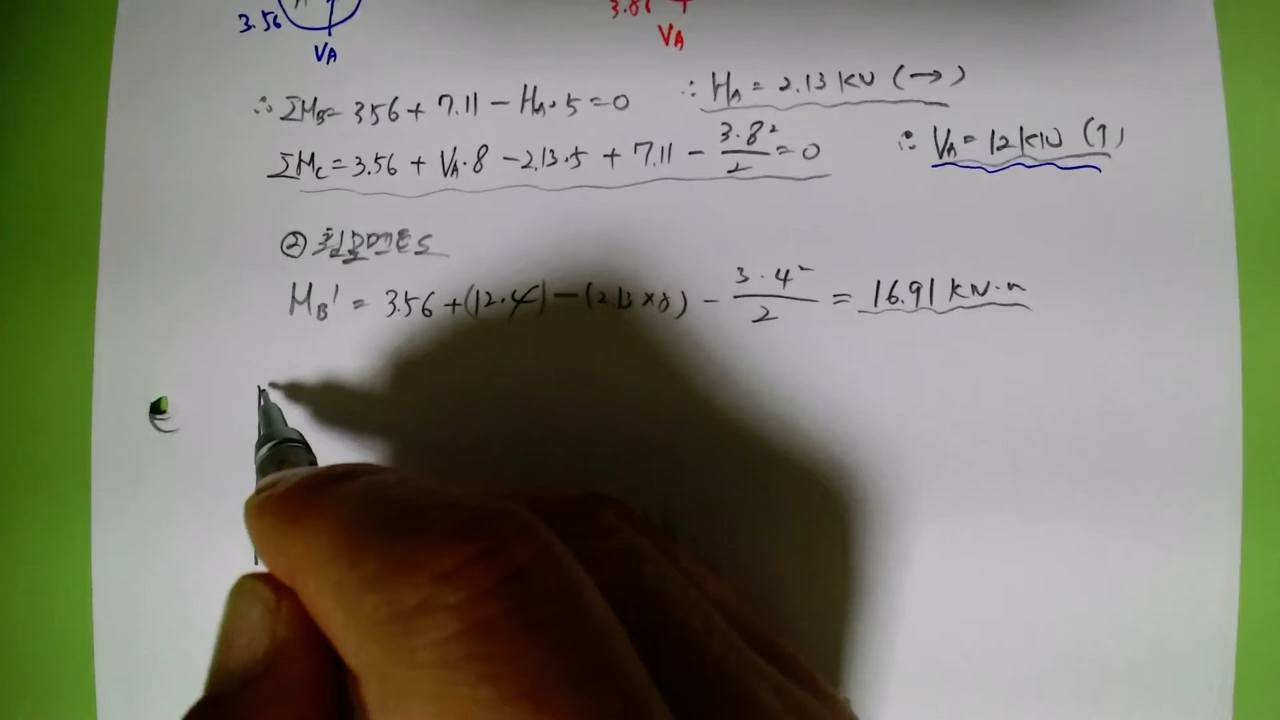 3.56 3.86
VA VA
∴ ΣMB= 3.56 + 7.11 - HA·5 = 0 ∴ HA = 2.13 KN (→)
ΣMC = 3.56 + VA·8 - 2.13·5 + 7.11 - 3·8²/2 = 0 ∴ VA = 12 KN (↑)
② 휨모멘트도
MB' = 3.56 + (12·4) - (2.13×8) - 3·4²/2 = 16.91 KN·m